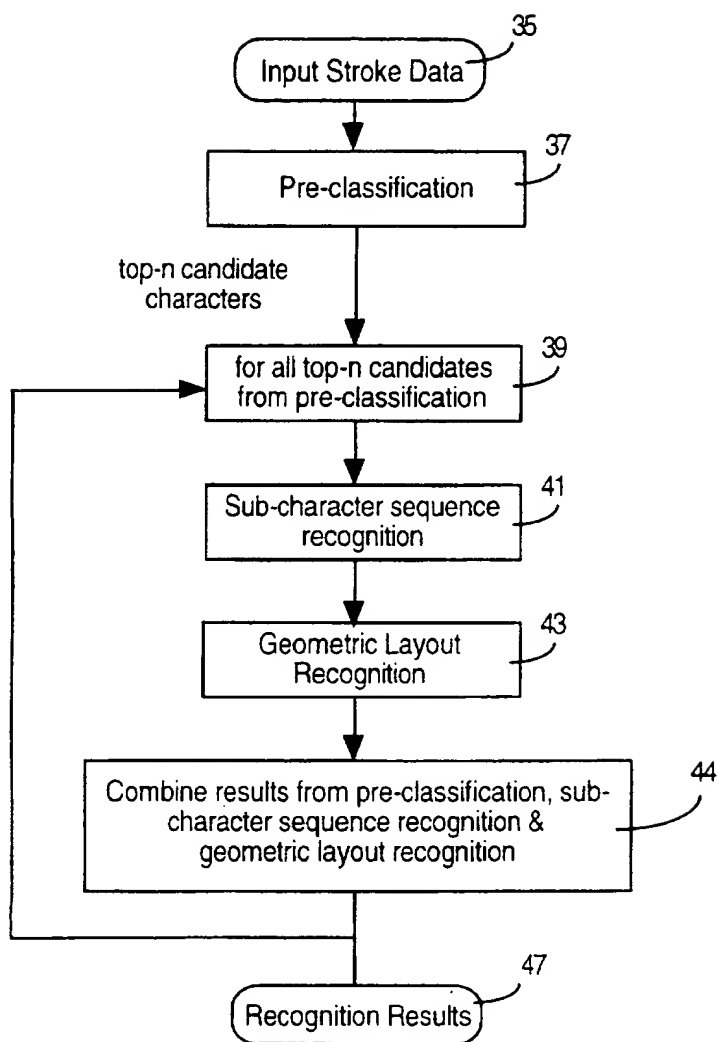 35
Input Stroke Data
37
Pre-classification
top-n candidate
characters
39
for all top-n candidates
from pre-classification
41
Sub-character sequence
recognition
43
Geometric Layout
Recognition
44
Combine results from pre-classification, sub-
character sequence recognition &
geometric layout recognition
47
Recognition Results